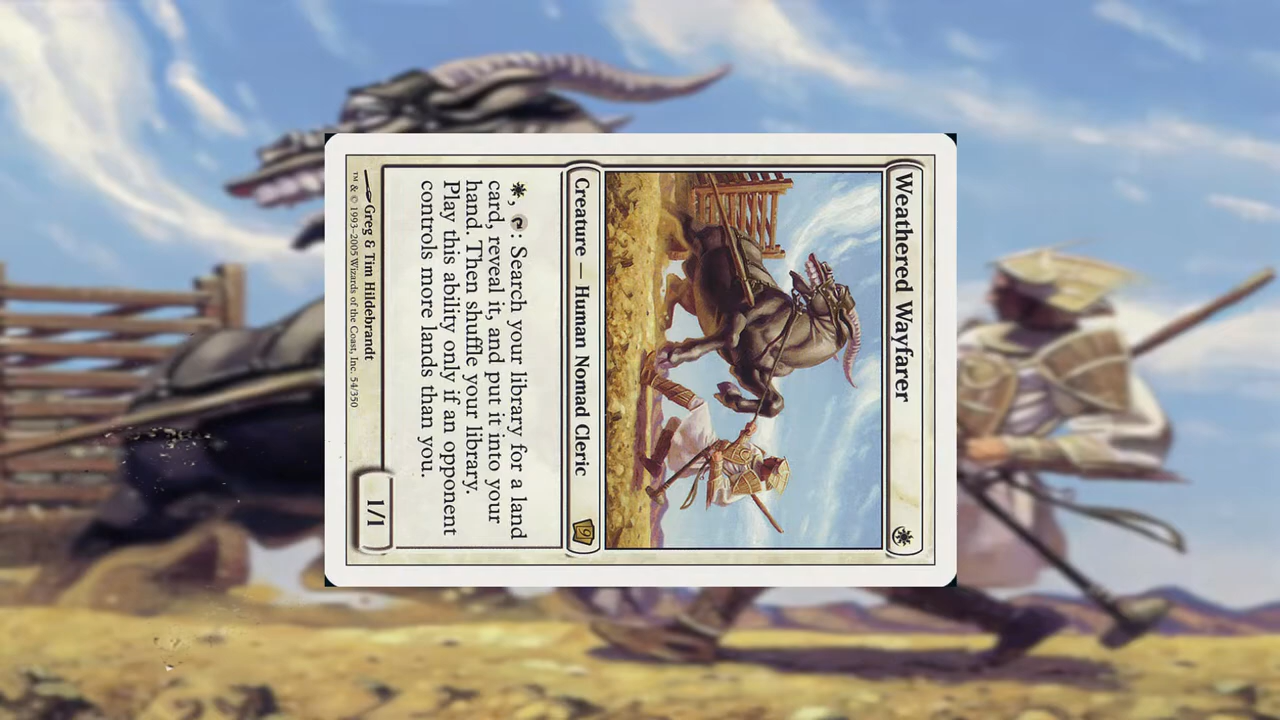 Weathered Wayfarer
Creature — Human Nomad Cleric
, : Search your library for a land
card, reveal it, and put it into your
hand. Then shuffle your library.
Play this ability only if an opponent
controls more lands than you.
1/1
Greg & Tim Hildebrandt
™ & © 1993–2005 Wizards of the Coast, Inc. 54/350